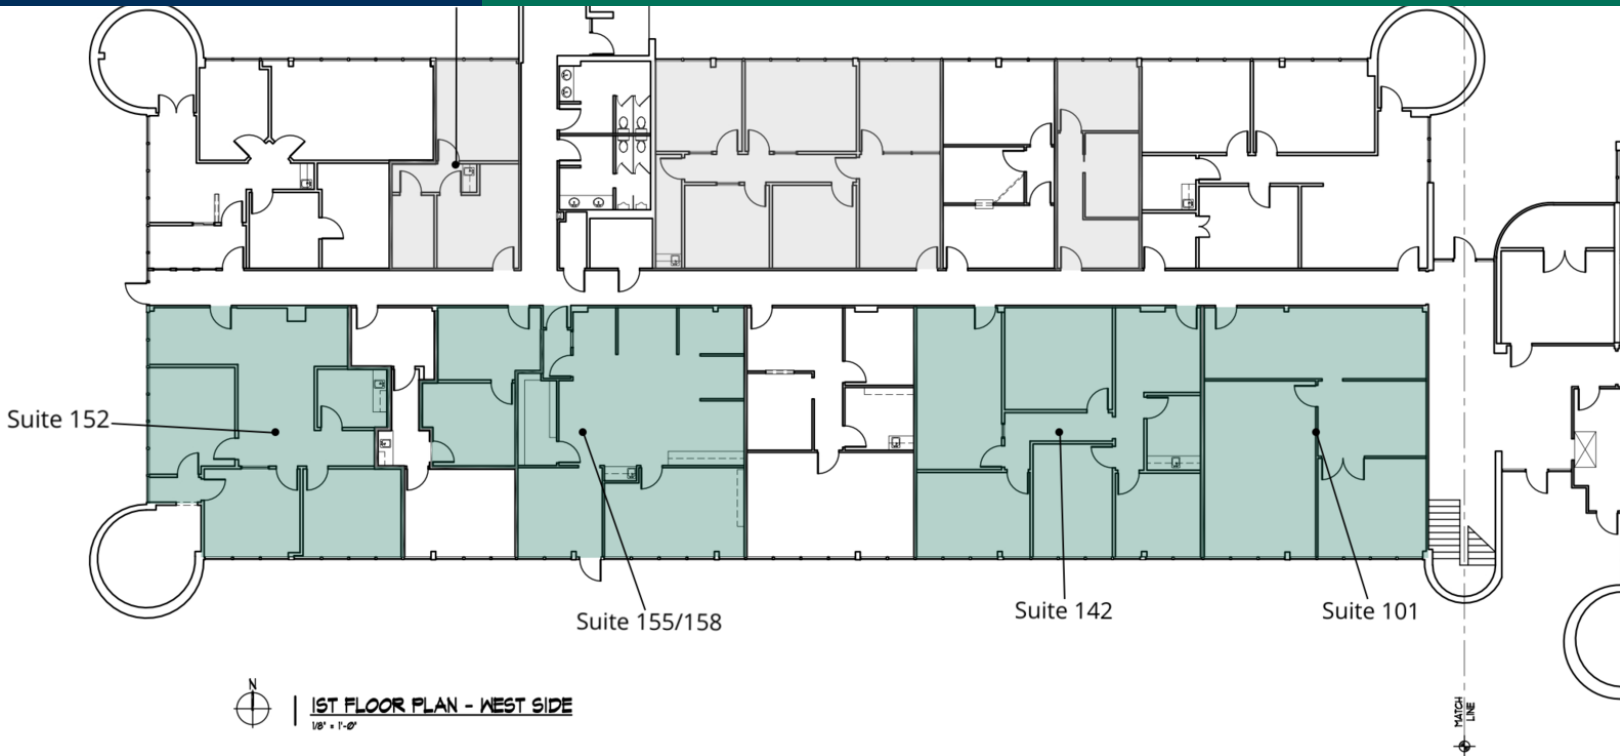 Suite 152
Suite 155/158
Suite 142
Suite 101
N
1ST FLOOR PLAN - WEST SIDE
1/8" = 1'-0"
MATCH
LINE